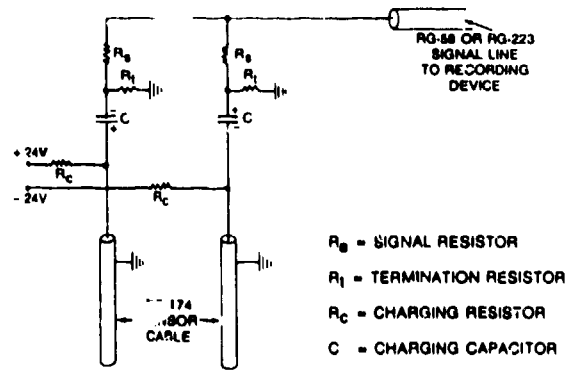 RG-58 OR RG-223
SIGNAL LINE
TO RECORDING
DEVICE
Rs
Rs
Rt
Rt
- C
+
+ C
-
+ 24V
Rc
- 24V
Rc
174
CABLE
Rs = SIGNAL RESISTOR
Rt = TERMINATION RESISTOR
Rc = CHARGING RESISTOR
C = CHARGING CAPACITOR